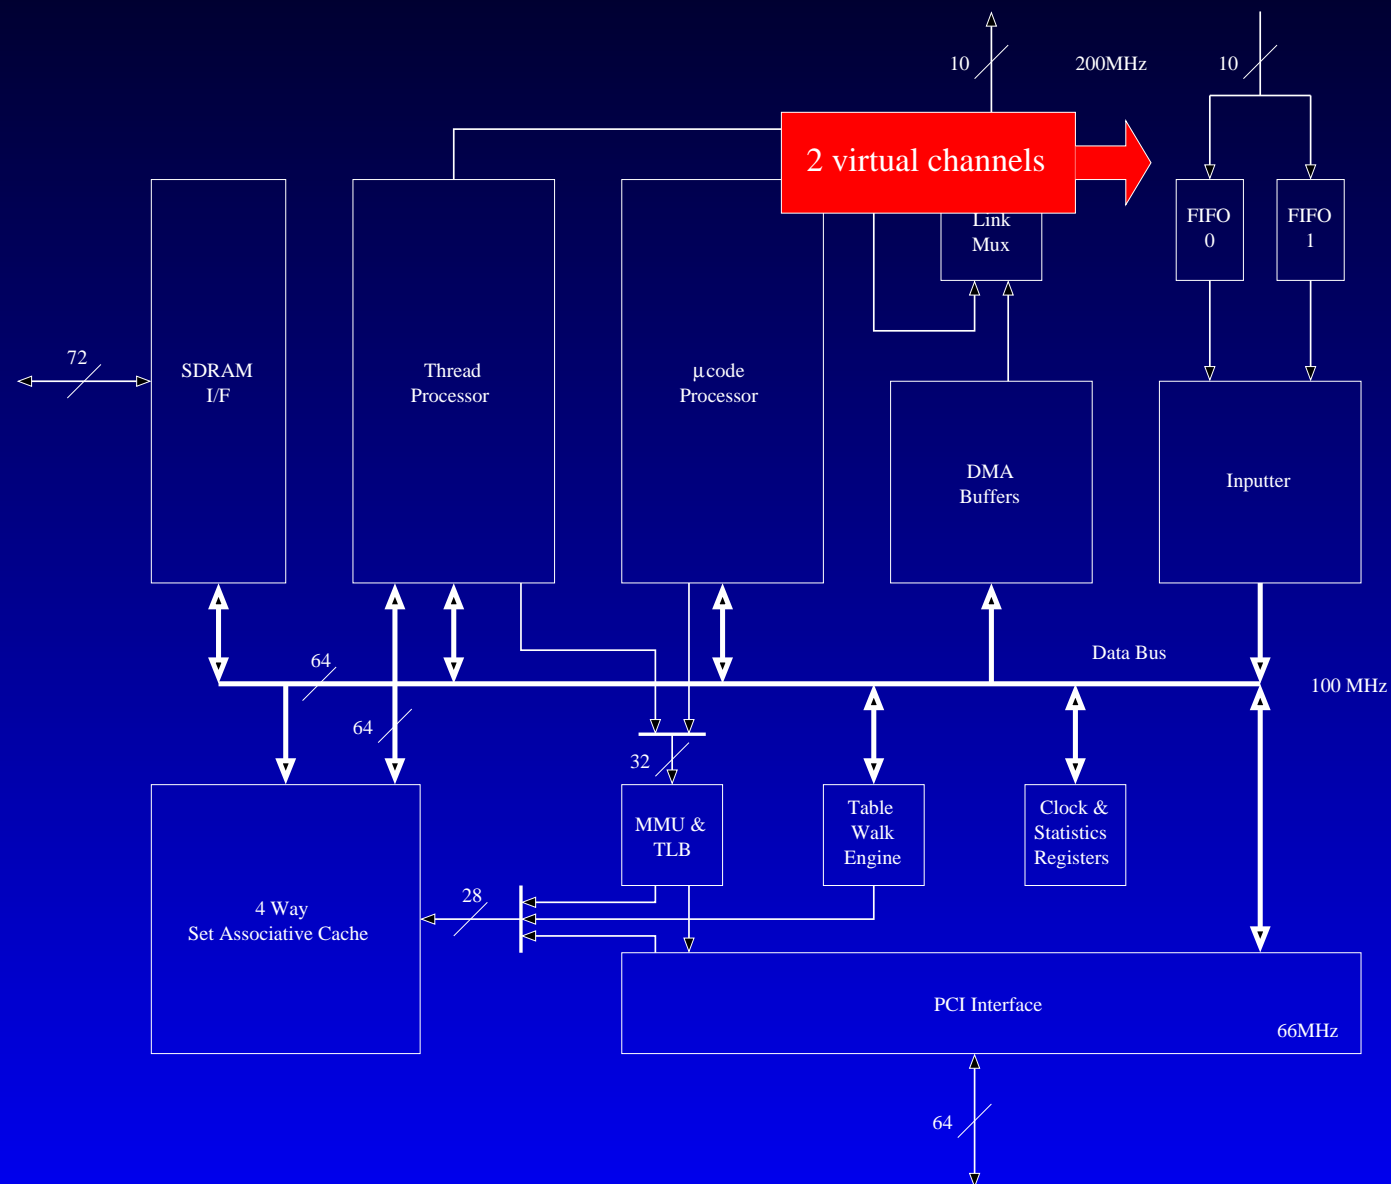 10
200MHz
10
2 virtual channels
Link
Mux
FIFO
0
FIFO
1
72
SDRAM
I/F
Thread
Processor
µcode
Processor
DMA
Buffers
Inputter
Data Bus
64
100 MHz
64
32
MMU &
TLB
Table
Walk
Engine
Clock &
Statistics
Registers
28
4 Way
Set Associative Cache
PCI Interface
66MHz
64